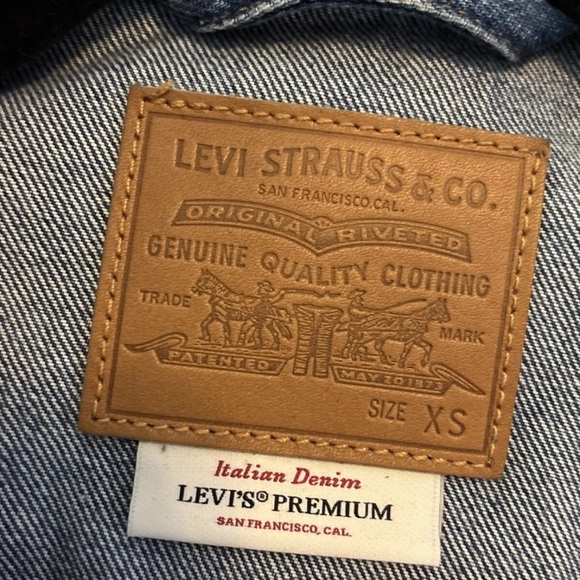 LEVI STRAUSS & CO.
SAN FRANCISCO, CAL.
ORIGINAL RIVETED
GENUINE QUALITY CLOTHING
TRADE MARK
PATENTED MAY 20 1873
SIZE XS
Italian Denim
LEVI'S® PREMIUM
SAN FRANCISCO, CAL.